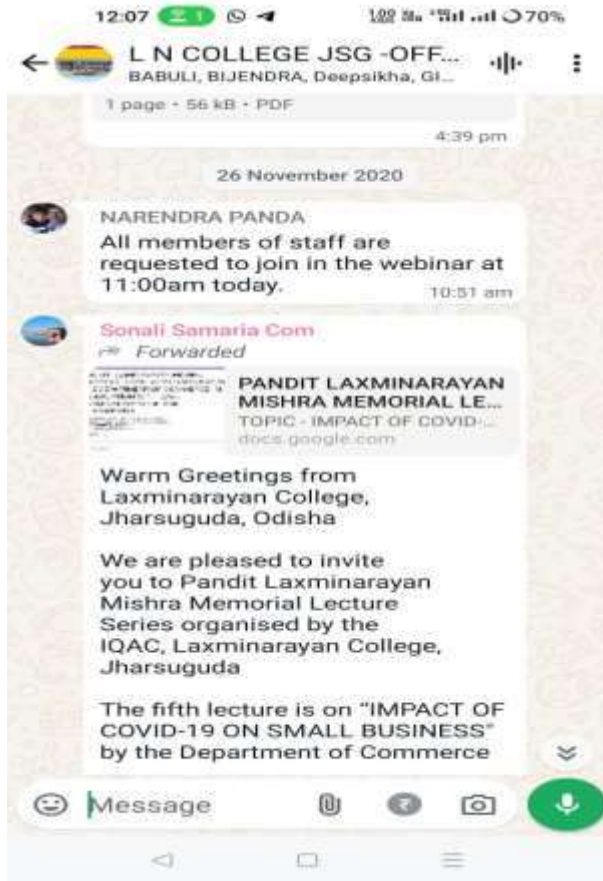 12:07 1 70%
L N COLLEGE JSG -OFF...
BABULI, BIJENDRA, Deepsikha, GI...
1 page • 56 kB • PDF
4:39 pm
26 November 2020
NARENDRA PANDA
All members of staff are
requested to join in the webinar at
11:00am today.
10:51 am
Sonali Samaria Com
Forwarded
PANDIT LAXMINARAYAN
MISHRA MEMORIAL LE...
TOPIC - IMPACT OF COVID-...
docs.google.com
Warm Greetings from
Laxminarayan College,
Jharsuguda, Odisha
We are pleased to invite
you to Pandit Laxminarayan
Mishra Memorial Lecture
Series organised by the
IQAC, Laxminarayan College,
Jharsuguda
The fifth lecture is on "IMPACT OF
COVID-19 ON SMALL BUSINESS"
by the Department of Commerce
Message